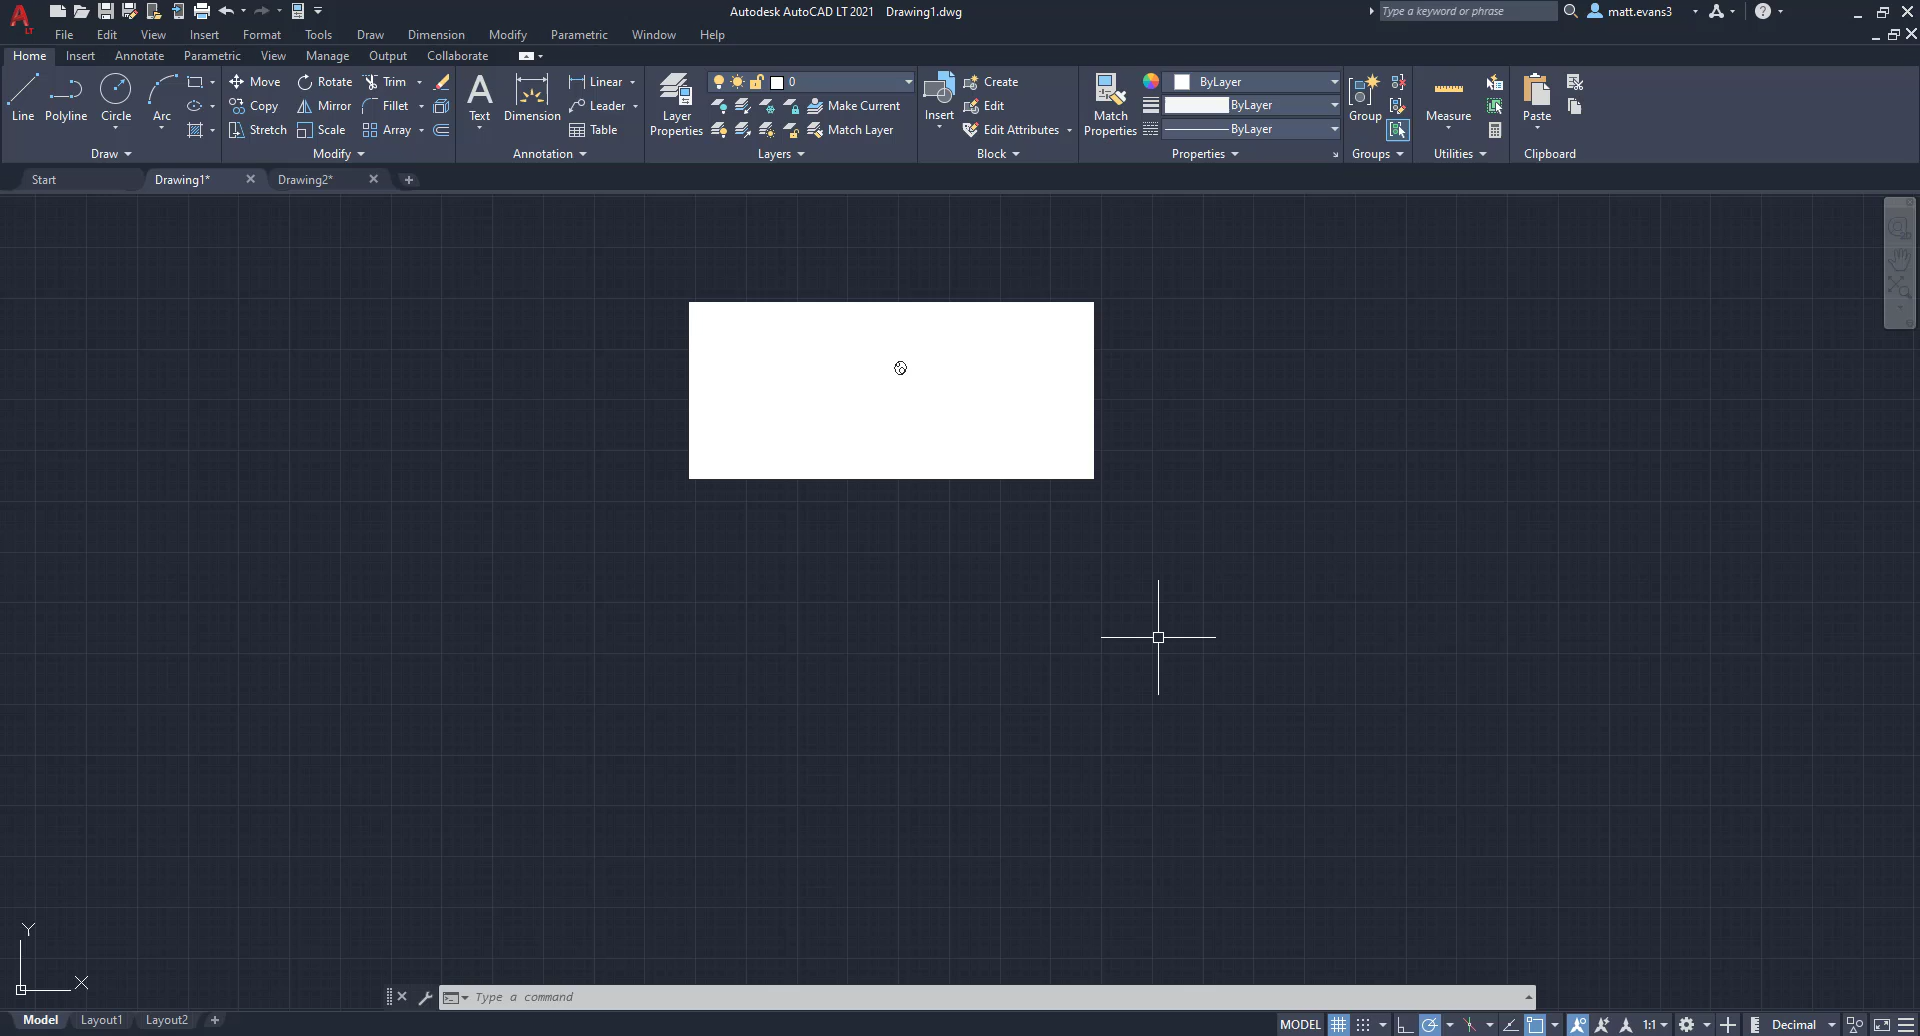 LT
Autodesk AutoCAD LT 2021 Drawing1.dwg
Type a keyword or phrase
matt.evans3
File Edit View Insert Format Tools Draw Dimension Modify Parametric Window Help
Home Insert Annotate Parametric View Manage Output Collaborate
Line Polyline Circle Arc
Draw
Move Rotate Trim
Copy Mirror Fillet
Stretch Scale Array
Modify
Text Dimension
Linear
Leader
Table
Annotation
Layer Properties
0
Make Current
Match Layer
Layers
Insert
Create
Edit
Edit Attributes
Block
Match Properties
ByLayer
ByLayer
ByLayer
Properties
Group
Groups
Measure
Utilities
Paste
Clipboard
Start Drawing1* Drawing2*
Y
X
Type a command
Model Layout1 Layout2
MODEL 1:1 Decimal